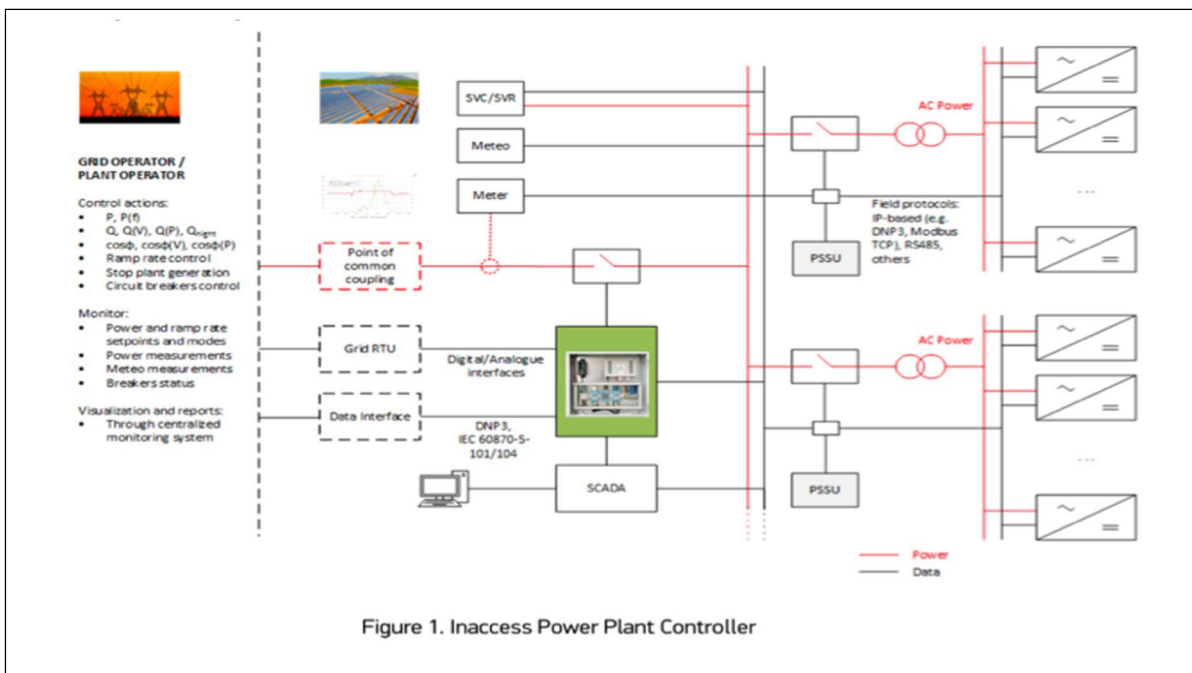 GRID OPERATOR /
PLANT OPERATOR
Control actions:
• P, P(f)
• Q, Q(V), Q(P), Qnight
• cosϕ, cosϕ(V), cosϕ(P)
• Ramp rate control
• Stop plant generation
• Circuit breakers control
Monitor:
• Power and ramp rate
setpoints and modes
• Power measurements
• Meteo measurements
• Breakers status
Visualization and reports:
• Through centralized
monitoring system
SVC/SVR
Meteo
Meter
Point of
common
coupling
Grid RTU
Digital/Analogue
interfaces
Data Interface
DNP3,
IEC 60870-5-
101/104
SCADA
AC Power
Field protocols:
IP-based (e.g.
DNP3, Modbus
TCP), RS485,
others
PSSU
AC Power
PSSU
Power
Data
Figure 1. Inaccess Power Plant Controller